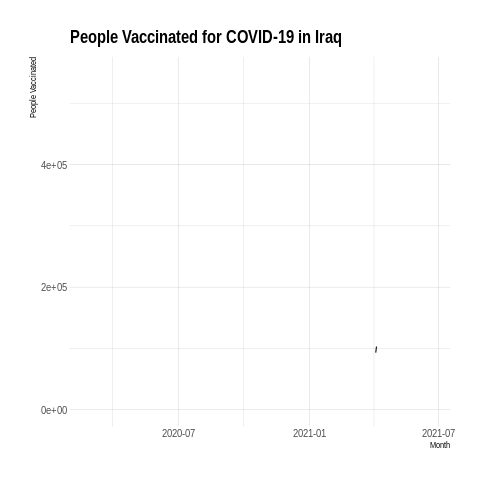 People Vaccinated for COVID-19 in Iraq
People Vaccinated
4e+05
2e+05
0e+00
2020-07 2021-01 2021-07
Month